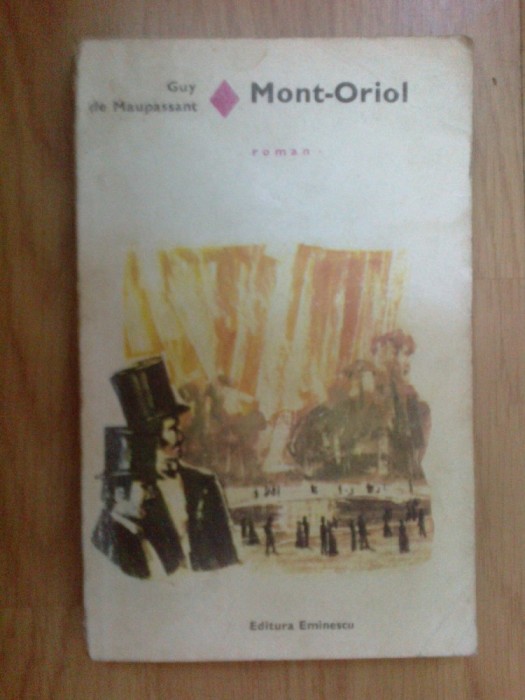 Guy
de Maupassant
Mont-Oriol
roman
Editura Eminescu